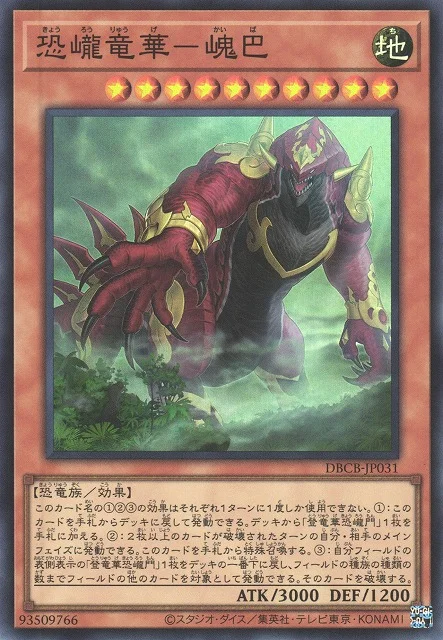 恐巄竜華－㟴巴
地
DBCB-JP031
【恐竜族／効果】
このカード名の①②③の効果はそれぞれ1ターンに1度しか使用できない。①：この
カードを手札からデッキに戻して発動できる。デッキから「登竜華恐巄門」1枚
を手札に加える。②：2枚以上のカードが破壊されたターンの自分・相手のメイン
フェイズに発動できる。このカードを手札から特殊召喚する。③：自分フィールドの
表側表示の「登竜華恐巄門」1枚をデッキの一番下に戻し、フィールドの種族の種類の
数までフィールドの他のカードを対象として発動できる。そのカードを破壊する。
ATK/3000 DEF/1200
93509766
©スタジオ・ダイス／集英社・テレビ東京・KONAMI